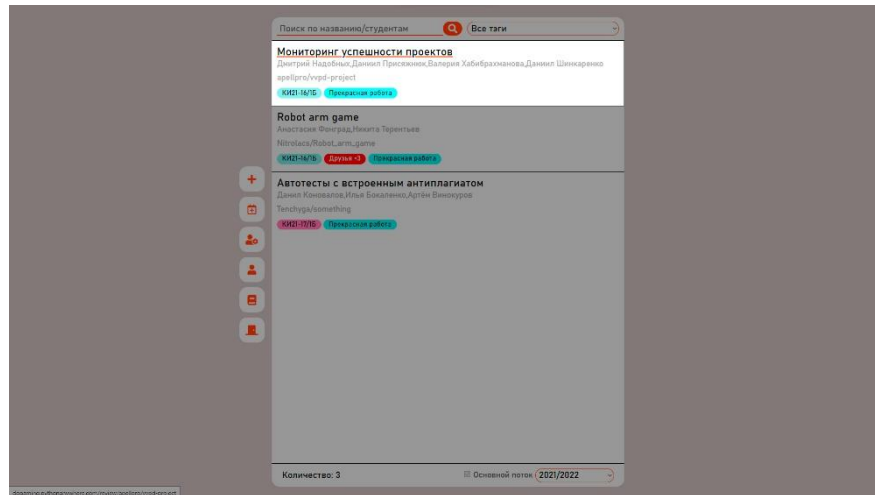 Поиск по названию/студентам
Все тэги
Мониторинг успешности проектов
Дмитрий Надобных,Даниил Присяжнюк,Валерия Хабибрахманова,Даниил Шинкаренко
apelipro/vvpd-project
КИ21-16/1Б Прекрасная работа
Robot arm game
Анастасия Фенград,Никита Терентьев
Nitrolacs/Robot_arm_game
КИ21-16/1Б Друзья <3 Прекрасная работа
Автотесты с встроенным антиплагиатом
Данил Коновалов,Илья Бокаленко,Артём Винокуров
Tenchyga/something
КИ21-17/1Б Прекрасная работа
Количество: 3
Основной поток
2021/2022